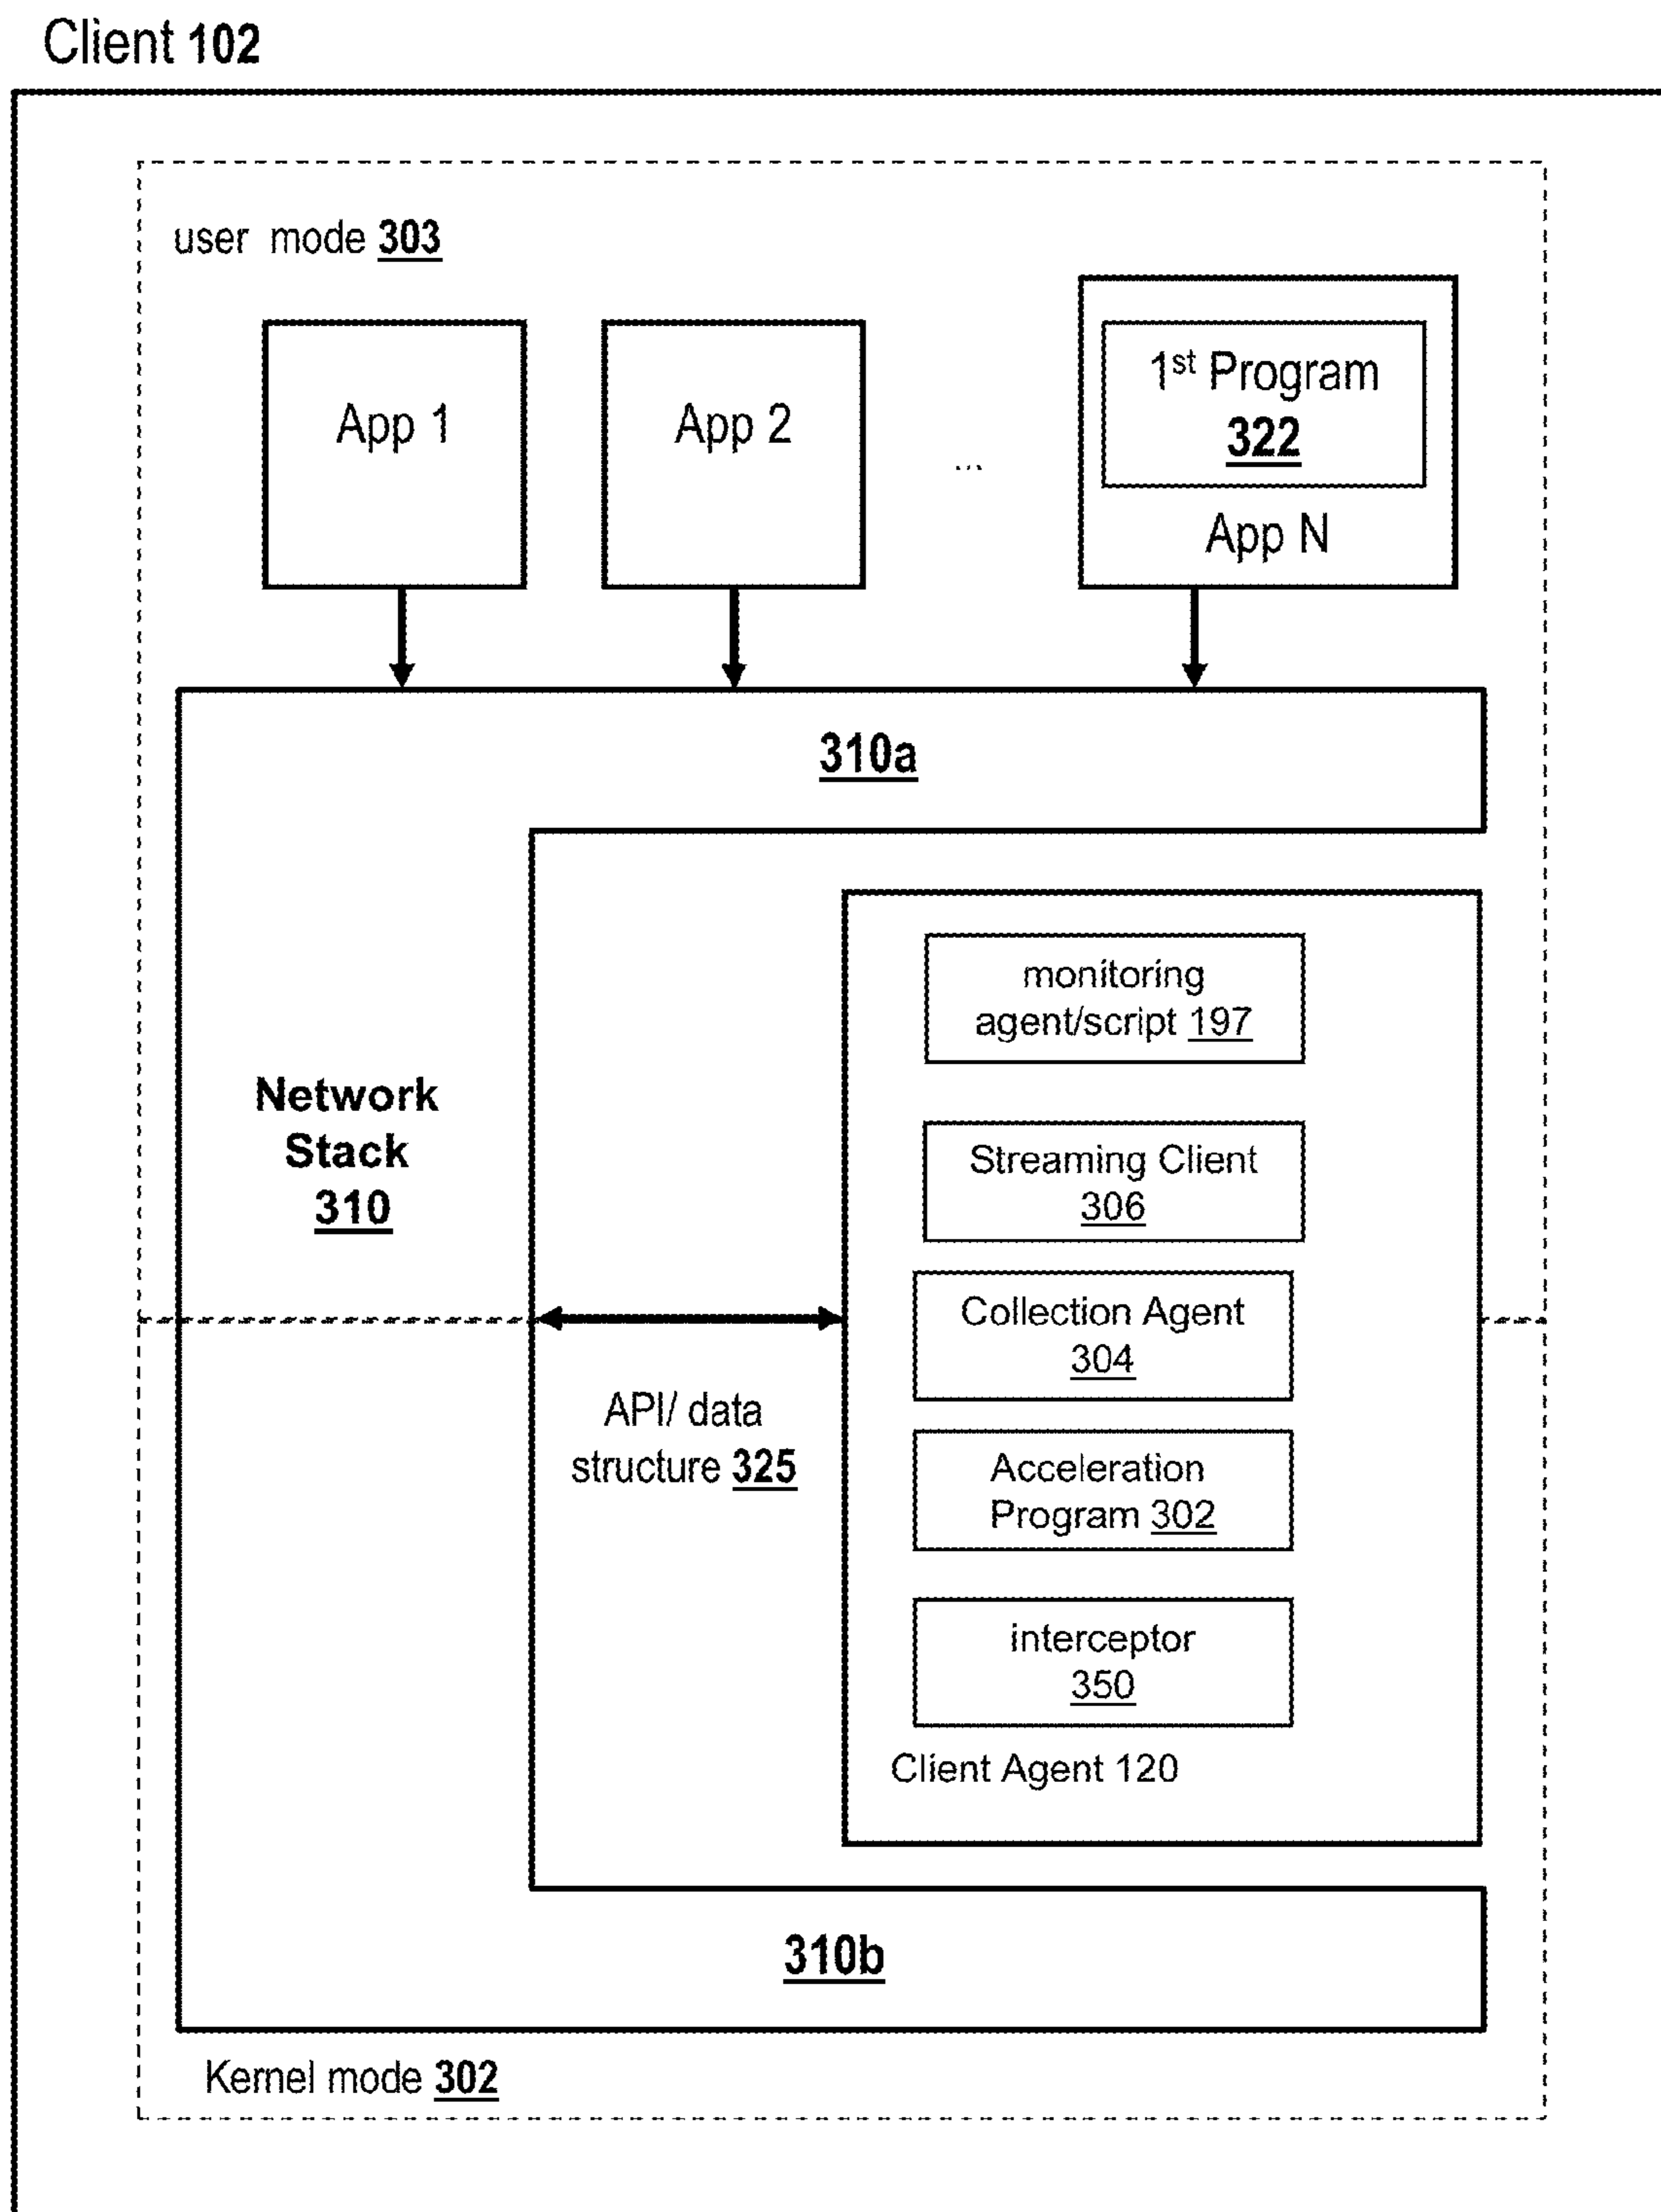 Client 102
user mode 303
App 1
App 2
...
1st Program
322
App N
310a
Network
Stack
310
monitoring
agent/script 197
Streaming Client
306
Collection Agent
304
API/ data
structure 325
Acceleration
Program 302
interceptor
350
Client Agent 120
310b
Kernel mode 302